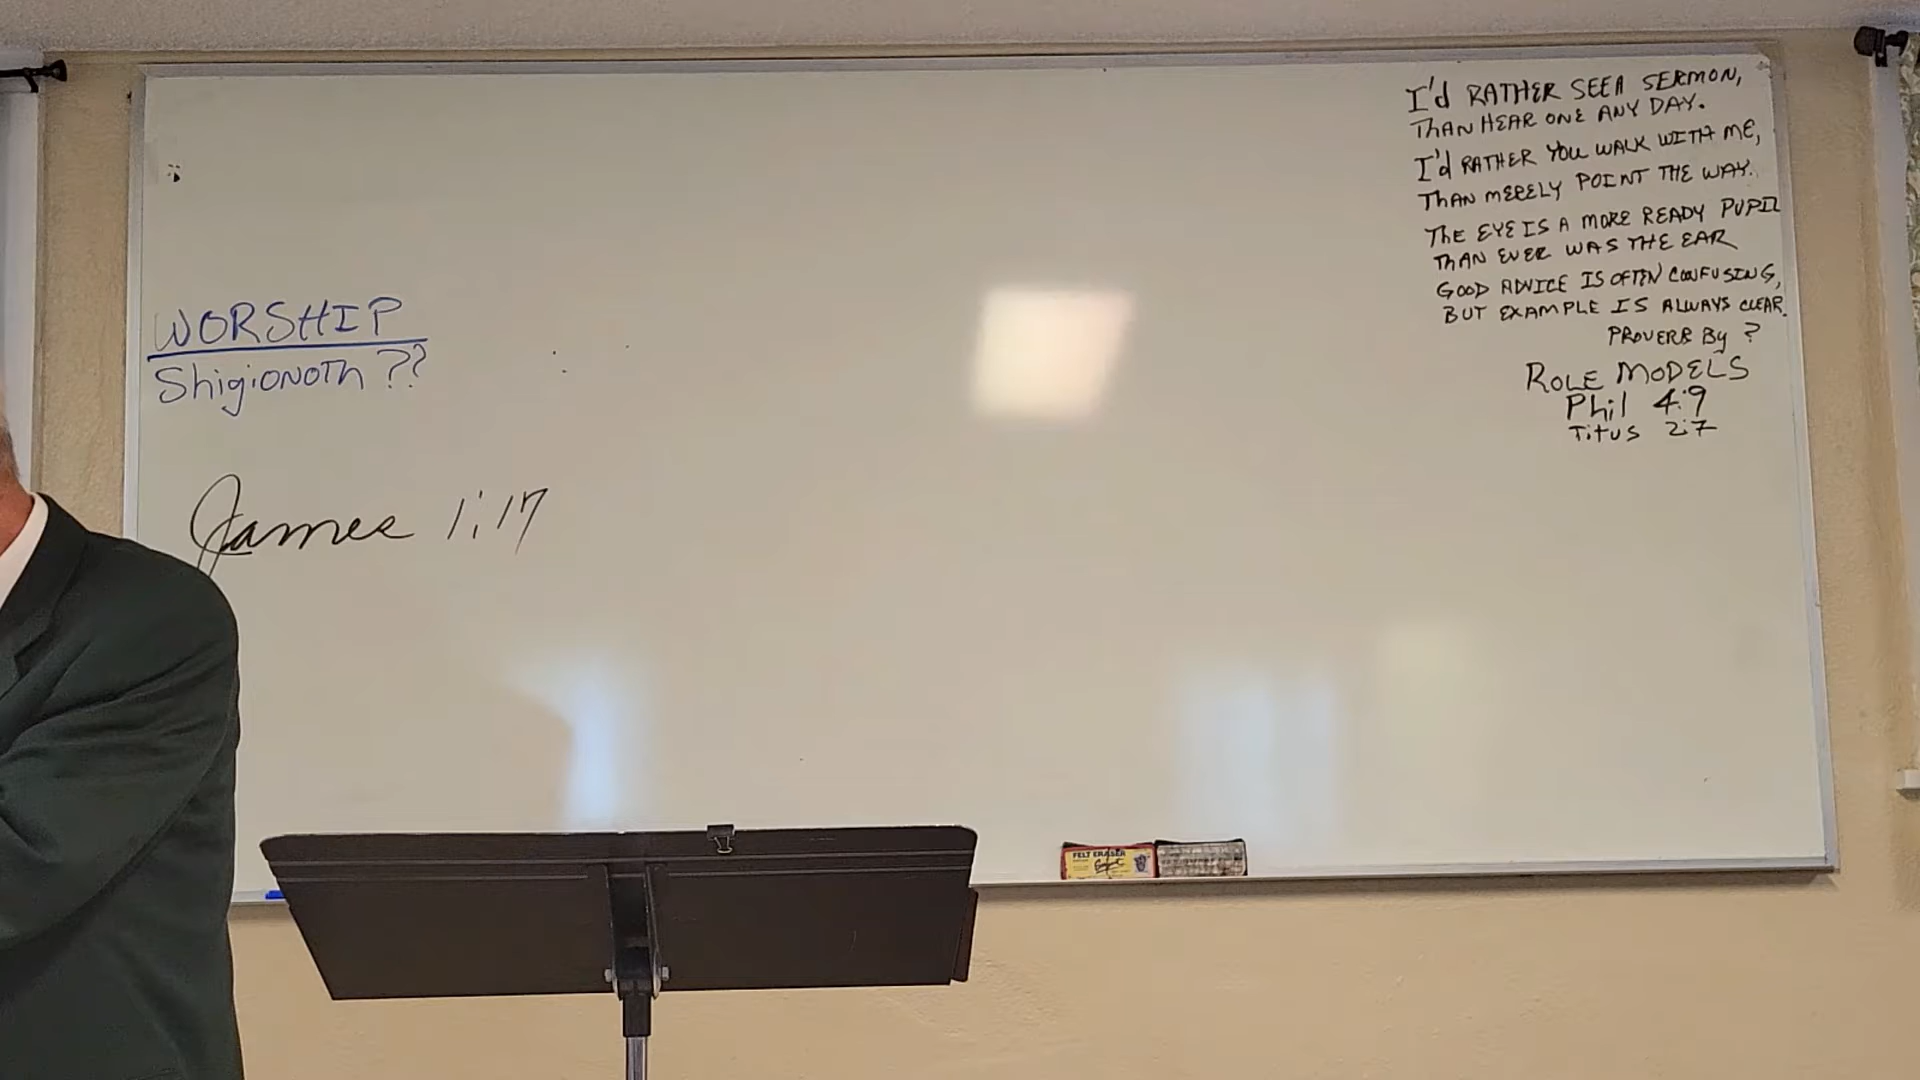 WORSHIP
Shigionoth ??
James 1:17
I'd RATHER SEE A SERMON,
THAN HEAR ONE ANY DAY.
I'd RATHER YOU WALK WITH ME,
THAN MERELY POINT THE WAY.
THE EYE IS A MORE READY PUPIL
THAN EVER WAS THE EAR
GOOD ADVICE IS OFTEN CONFUSING,
BUT EXAMPLE IS ALWAYS CLEAR.
PROVERB By ?
ROLE MODELS
Phil 4:9
Titus 2:7
FELT ERASER